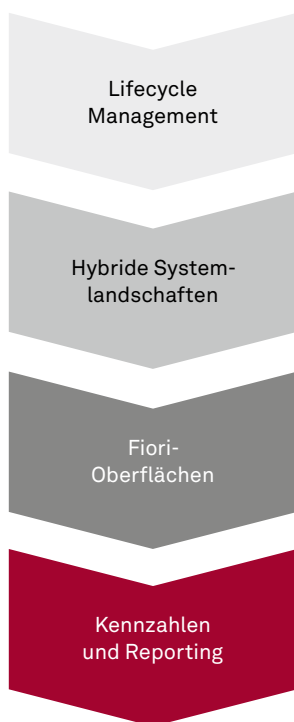 Lifecycle
Management
Hybride System-
landschaften
Fiori-
Oberflächen
Kennzahlen
und Reporting